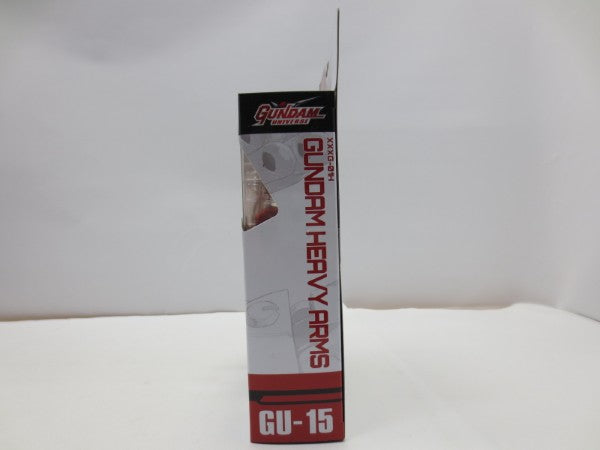 GUNDAM
UNIVERSE
XXXG-01H
GUNDAM HEAVY ARMS
GU-15